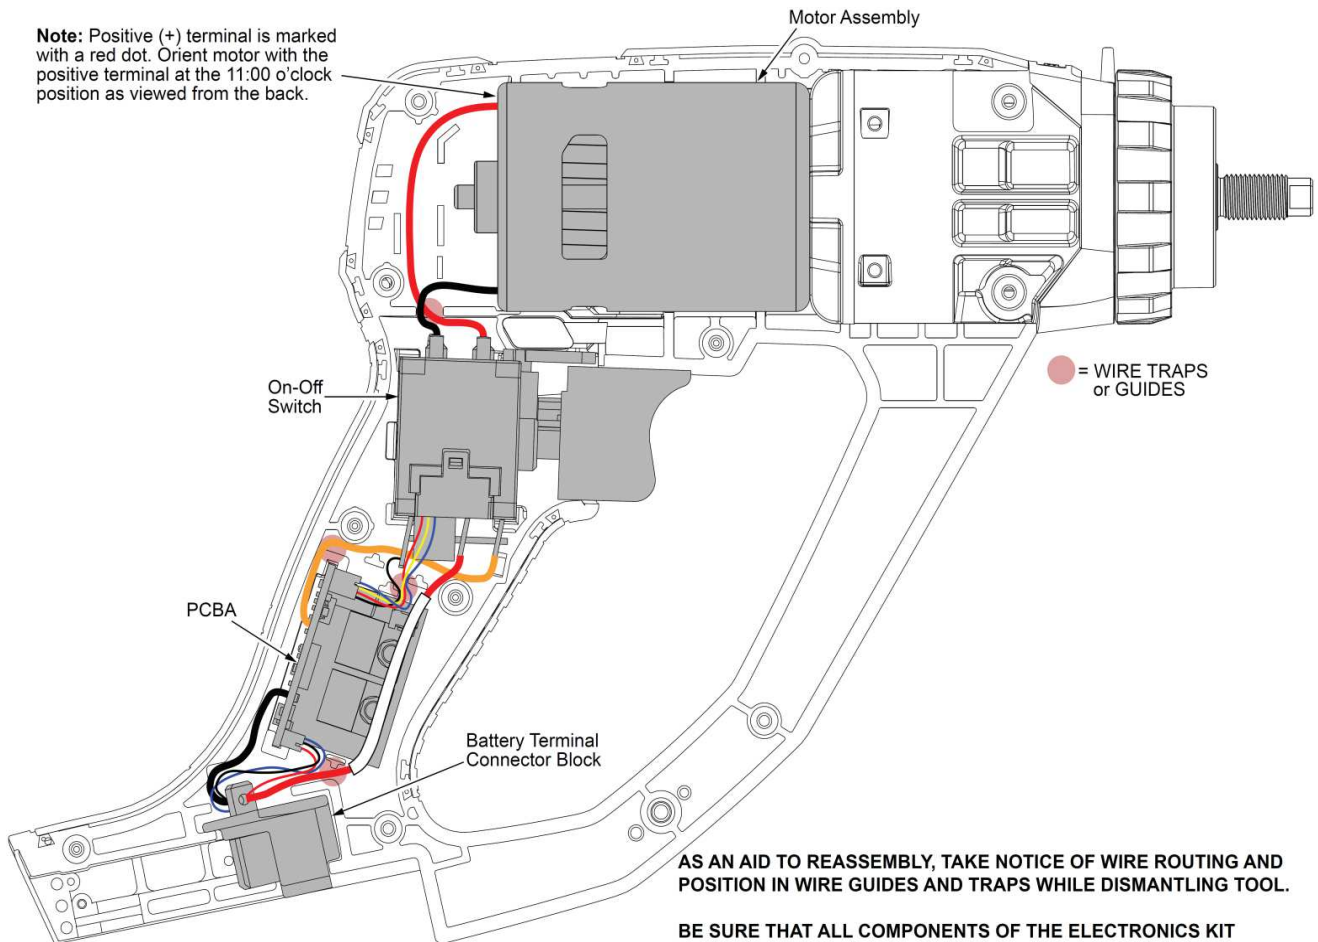 Motor Assembly
Note: Positive (+) terminal is marked
with a red dot. Orient motor with the
positive terminal at the 11:00 o'clock
position as viewed from the back.
= WIRE TRAPS
or GUIDES
On-Off
Switch
PCBA
Battery Terminal
Connector Block
AS AN AID TO REASSEMBLY, TAKE NOTICE OF WIRE ROUTING AND
POSITION IN WIRE GUIDES AND TRAPS WHILE DISMANTLING TOOL.
BE SURE THAT ALL COMPONENTS OF THE ELECTRONICS KIT